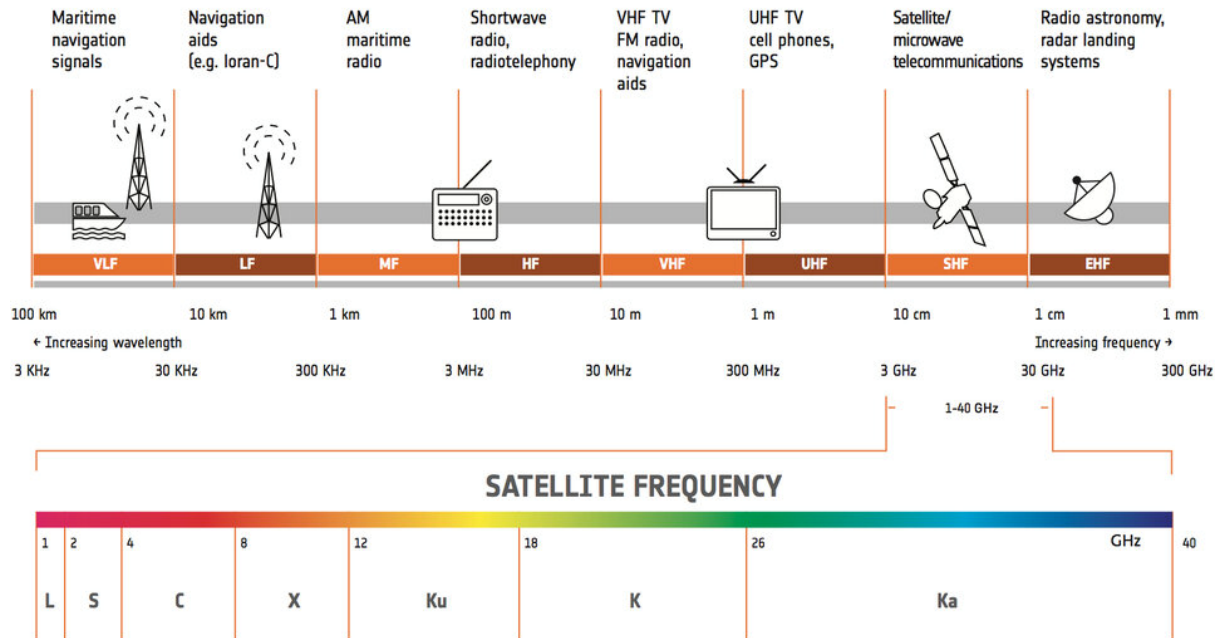 Maritime
navigation
signals
Navigation
aids
(e.g. loran-C)
AM
maritime
radio
Shortwave
radio,
radiotelephony
VHF TV
FM radio,
navigation
aids
UHF TV
cell phones,
GPS
Satellite/
microwave
telecommunications
Radio astronomy,
radar landing
systems
VLF LF MF HF VHF UHF SHF EHF
100 km 10 km 1 km 100 m 10 m 1 m 10 cm 1 cm 1 mm
← Increasing wavelength Increasing frequency →
3 KHz 30 KHz 300 KHz 3 MHz 30 MHz 300 MHz 3 GHz 30 GHz 300 GHz
1-40 GHz
SATELLITE FREQUENCY
1 2 4 8 12 18 26 GHz 40
L S C X Ku K Ka